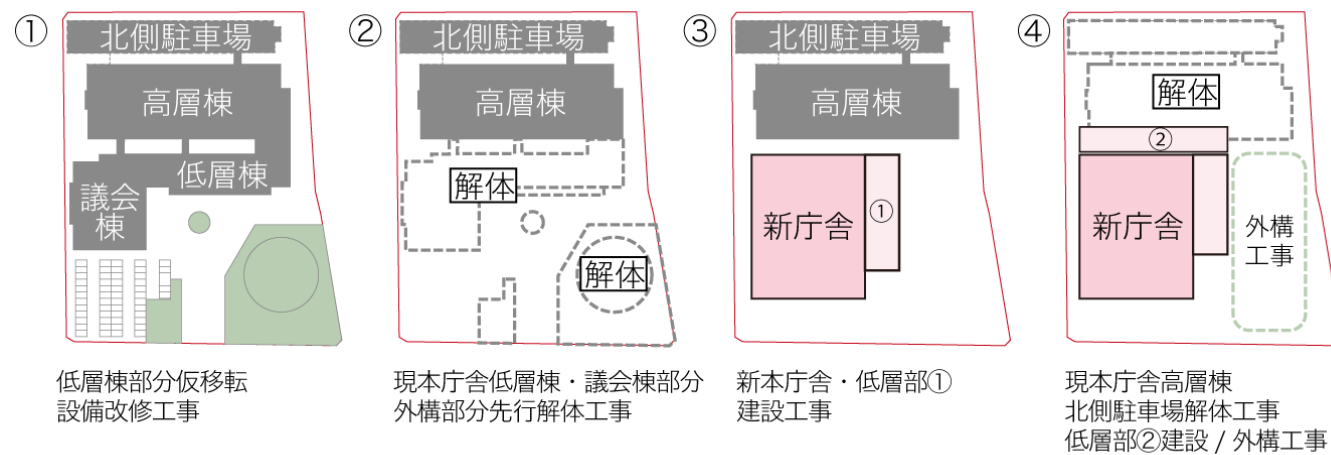 ①
北側駐車場
高層棟
低層棟
議会
棟
低層棟部分仮移転
設備改修工事
②
北側駐車場
高層棟
解体
解体
現本庁舎低層棟・議会棟部分
外構部分先行解体工事
③
北側駐車場
高層棟
新庁舎
①
新本庁舎・低層部①
建設工事
④
解体
②
新庁舎
外構
工事
現本庁舎高層棟
北側駐車場解体工事
低層部②建設 / 外構工事